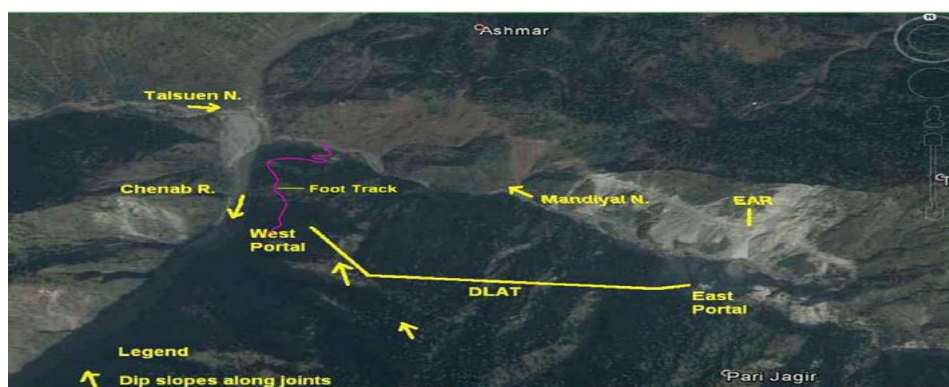 Ashmar
Talsuen N.
Chenab R.
Foot Track
Mandiyal N.
EAR
West
Portal
DLAT
East
Portal
Legend
Dip slopes along joints
Pari Jagir